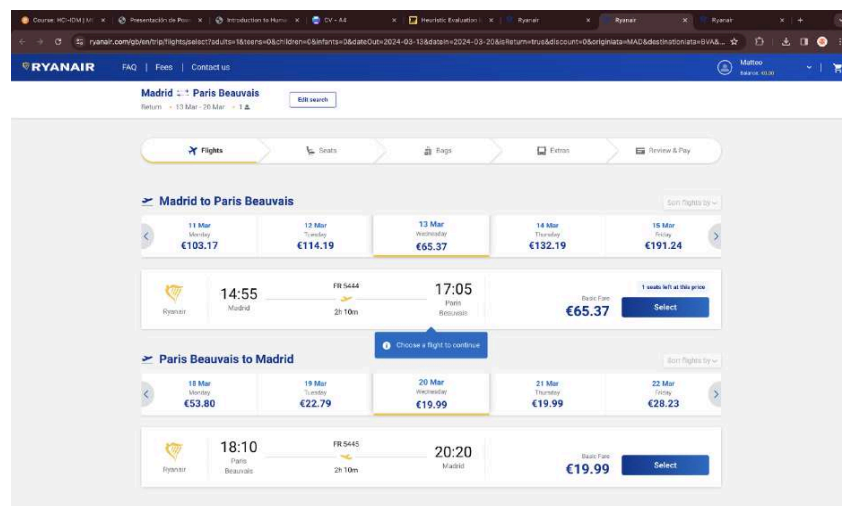 Course: HCI-IDM | M1
Presentación de Pow
Introduction to Huma
CV - A4
Heuristic Evaluation
Ryanair
Ryanair
Ryanair
ryanair.com/gb/en/trip/flights/select?adults=1&teens=0&children=0&infants=0&dateOut=2024-03-13&dateIn=2024-03-20&isReturn=true&discount=0&originIata=MAD&destinationIata=BVA&...
RYANAIR
FAQ | Fees | Contact us
Matteo
Balance: €0.00
Madrid Paris Beauvais
Return • 13 Mar - 20 Mar • 1
Edit search
Flights
Seats
Bags
Extras
Review & Pay
Madrid to Paris Beauvais
Sort flights by
11 Mar
Monday
€103.17
12 Mar
Tuesday
€114.19
13 Mar
Wednesday
€65.37
14 Mar
Thursday
€132.19
15 Mar
Friday
€191.24
Ryanair
14:55
Madrid
FR 5444
2h 10m
17:05
Paris
Beauvais
Basic Fare
€65.37
1 seats left at this price
Select
Choose a flight to continue
Paris Beauvais to Madrid
Sort flights by
18 Mar
Monday
€53.80
19 Mar
Tuesday
€22.79
20 Mar
Wednesday
€19.99
21 Mar
Thursday
€19.99
22 Mar
Friday
€28.23
Ryanair
18:10
Paris
Beauvais
FR 5445
2h 10m
20:20
Madrid
Basic Fare
€19.99
Select